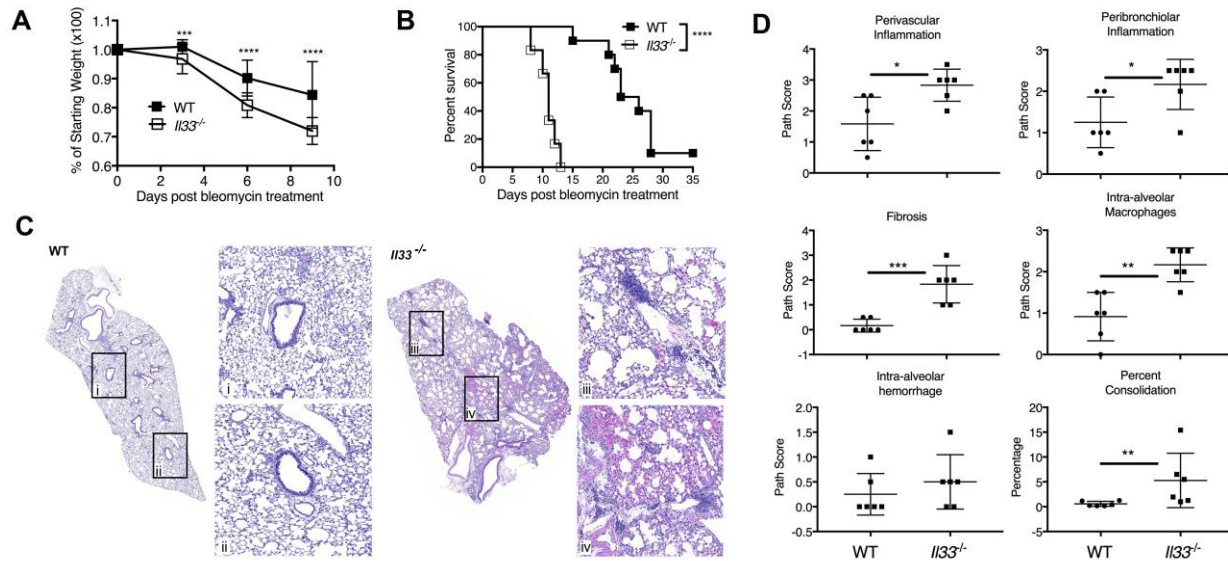 A
% of Starting Weight (x100)
1.1
1.0
0.9
0.8
0.7
0.6
***
****
****
WT
Il33-/-
0 2 4 6 8 10
Days post bleomycin treatment
B
Percent survival
100
80
60
40
20
0
WT
Il33-/-
****
0 5 10 15 20 25 30 35
Days post bleomycin treatment
C
WT
i
ii
i
ii
Il33 -/-
iii
iv
iii
iv
D
Perivascular
Inflammation
Path Score
4
3
2
1
0
*
Peribronchiolar
Inflammation
Path Score
3
2
1
0
*
Fibrosis
Path Score
4
3
2
1
0
-1
***
Intra-alveolar
Macrophages
Path Score
3
2
1
0
**
Intra-alveolar
hemorrhage
Path Score
2.0
1.5
1.0
0.5
0.0
-0.5
WT Il33-/-
Percent
Consolidation
Percentage
20
15
10
5
0
-5
**
WT Il33-/-